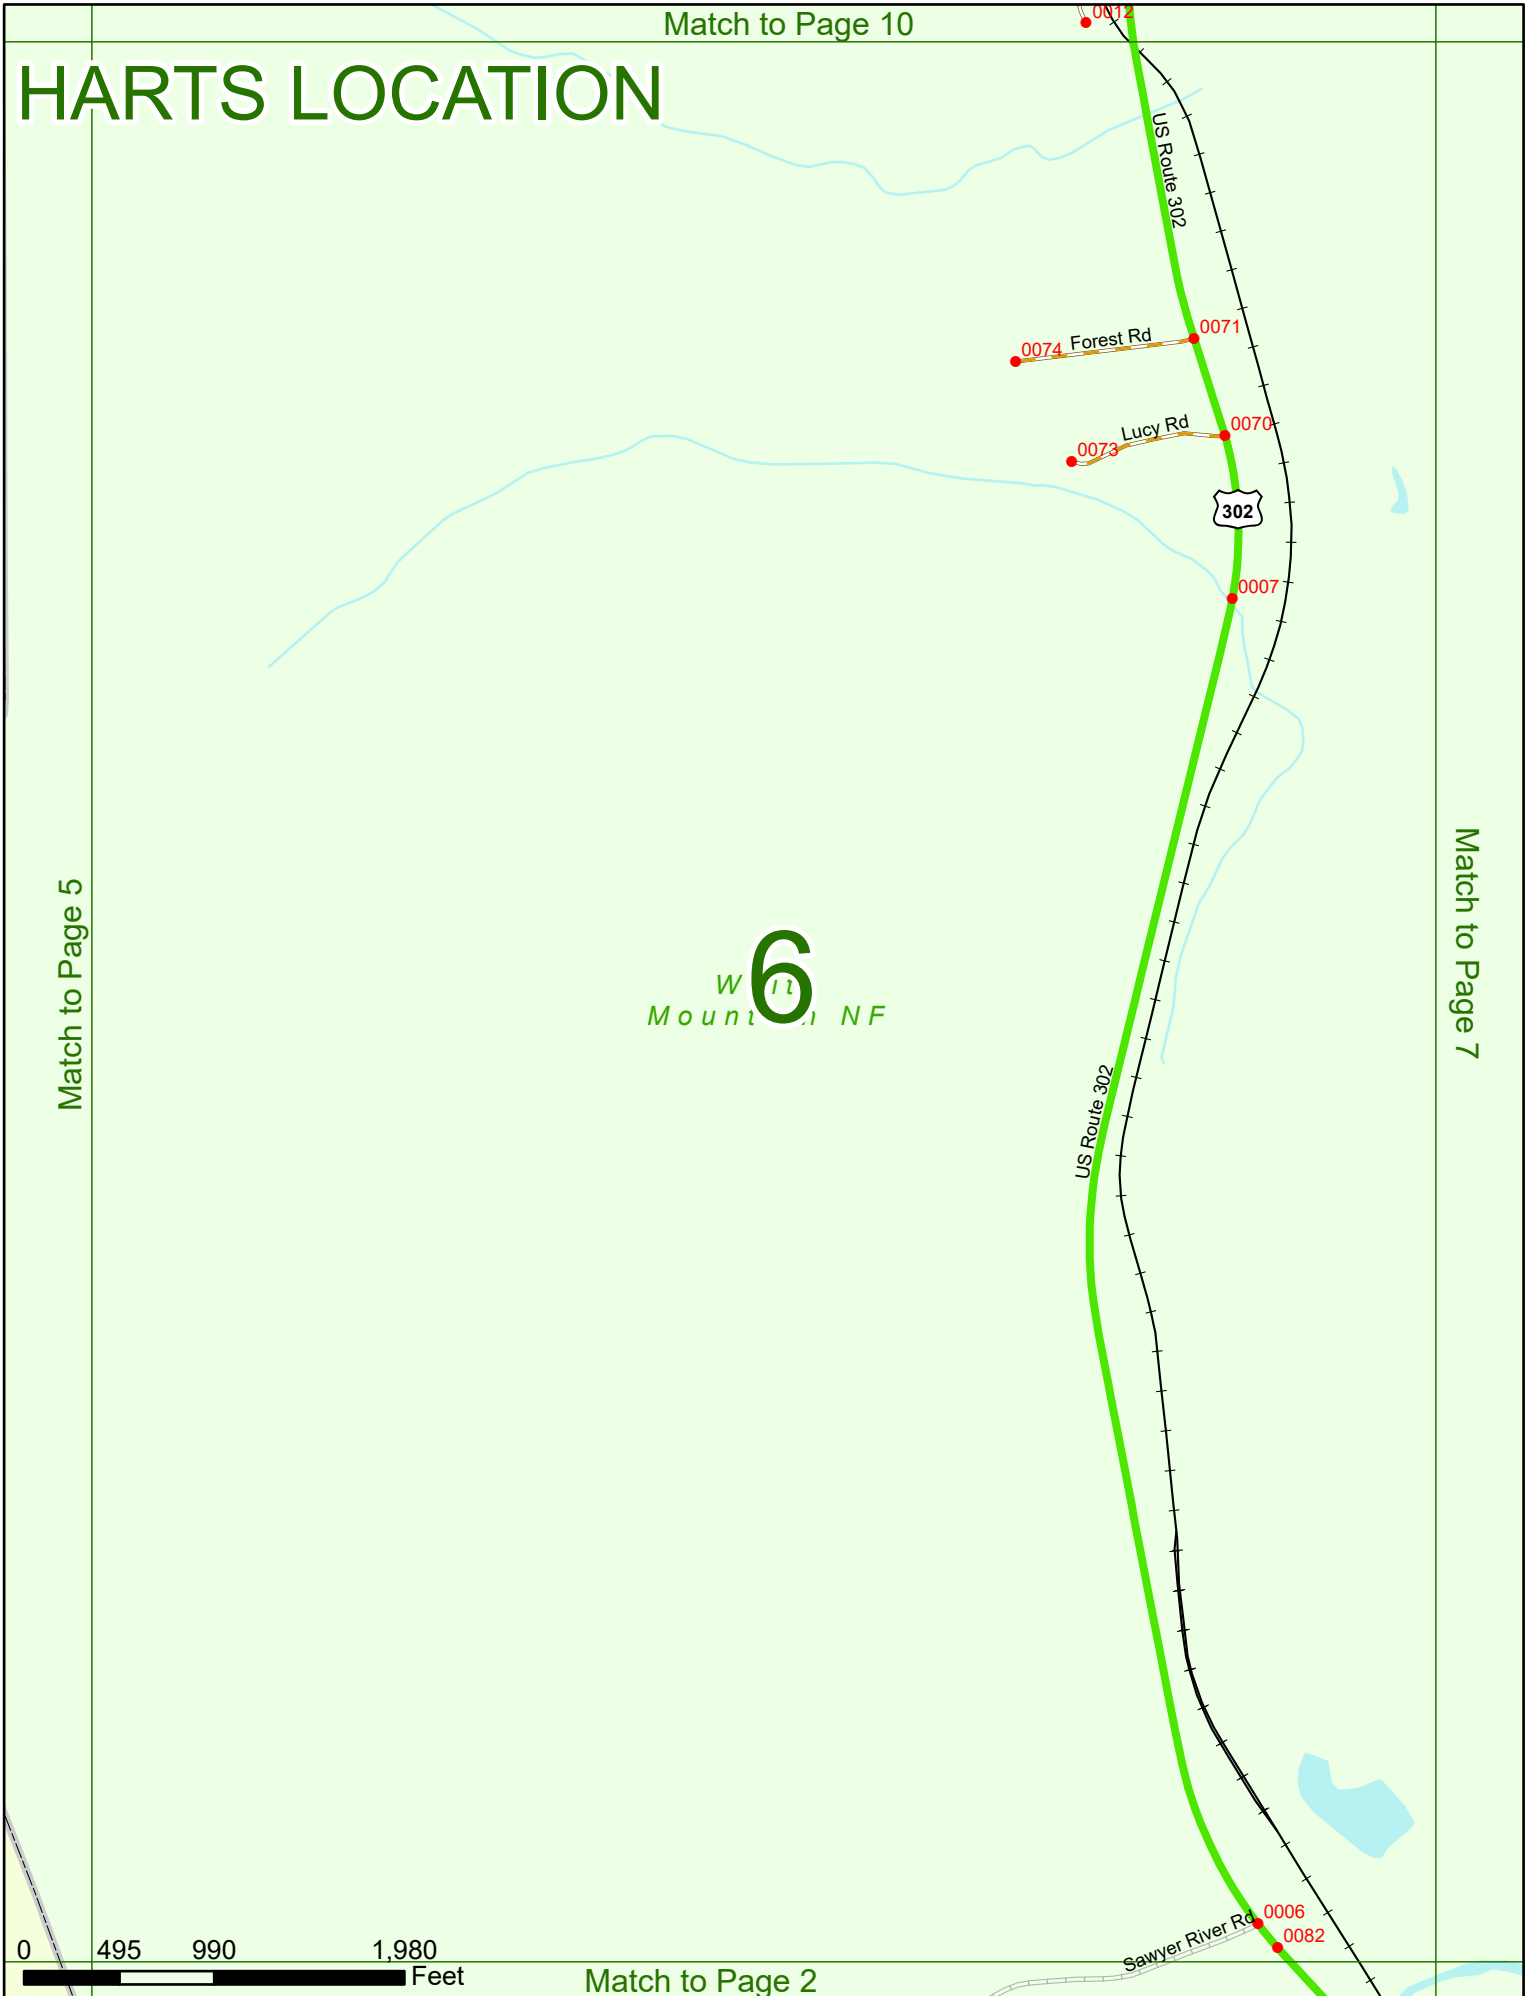 Match to Page 10
0012
HARTS LOCATION
US Route 302
0071
Forest Rd
0074
0070
Lucy Rd
0073
302
0007
Match to Page 5
Match to Page 7
6
Mountain NF
US Route 302
0006
Sawyer River Rd
0082
0 495 990 1,980
Feet
Match to Page 2